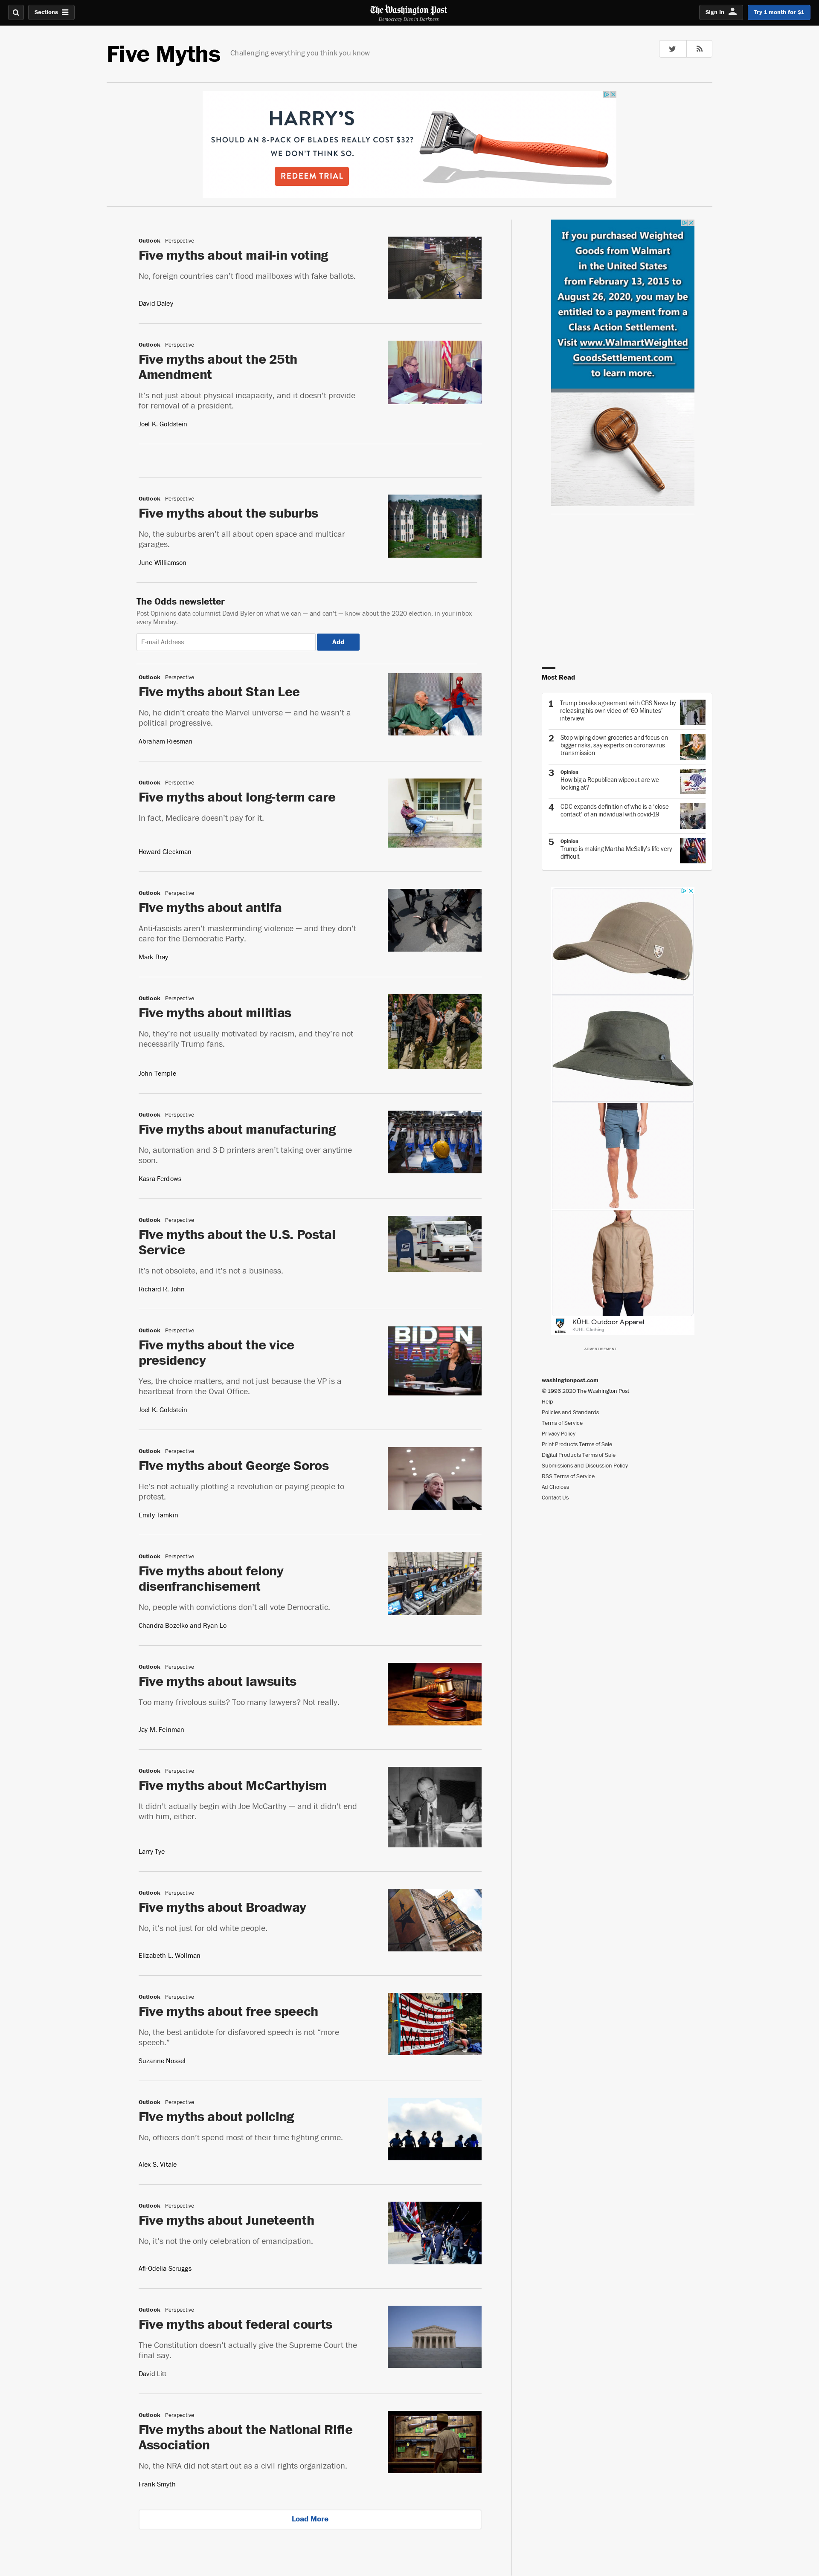 Sections
The Washington Post
Democracy Dies in Darkness
Sign In
Try 1 month for $1
Five Myths
Challenging everything you think you know
HARRY'S
SHOULD AN 8-PACK OF BLADES REALLY COST $32?
WE DON'T THINK SO.
REDEEM TRIAL
Outlook Perspective
Five myths about mail-in voting
No, foreign countries can't flood mailboxes with fake ballots.
David Daley
Outlook Perspective
Five myths about the 25th
Amendment
It's not just about physical incapacity, and it doesn't provide
for removal of a president.
Joel K. Goldstein
Outlook Perspective
Five myths about the suburbs
No, the suburbs aren't all about open space and multicar
garages.
June Williamson
The Odds newsletter
Post Opinions data columnist David Byler on what we can — and can't — know about the 2020 election, in your inbox
every Monday.
E-mail Address
Add
Outlook Perspective
Five myths about Stan Lee
No, he didn't create the Marvel universe — and he wasn't a
political progressive.
Abraham Riesman
Outlook Perspective
Five myths about long-term care
In fact, Medicare doesn't pay for it.
Howard Gleckman
Outlook Perspective
Five myths about antifa
Anti-fascists aren't masterminding violence — and they don't
care for the Democratic Party.
Mark Bray
Outlook Perspective
Five myths about militias
No, they're not usually motivated by racism, and they're not
necessarily Trump fans.
John Temple
Outlook Perspective
Five myths about manufacturing
No, automation and 3-D printers aren't taking over anytime
soon.
Kasra Ferdows
Outlook Perspective
Five myths about the U.S. Postal
Service
It's not obsolete, and it's not a business.
Richard R. John
Outlook Perspective
Five myths about the vice
presidency
Yes, the choice matters, and not just because the VP is a
heartbeat from the Oval Office.
Joel K. Goldstein
BIDEN
Outlook Perspective
Five myths about George Soros
He's not actually plotting a revolution or paying people to
protest.
Emily Tamkin
Outlook Perspective
Five myths about felony
disenfranchisement
No, people with convictions don't all vote Democratic.
Chandra Bozelko and Ryan Lo
Outlook Perspective
Five myths about lawsuits
Too many frivolous suits? Too many lawyers? Not really.
Jay M. Feinman
Outlook Perspective
Five myths about McCarthyism
It didn't actually begin with Joe McCarthy — and it didn't end
with him, either.
Larry Tye
Outlook Perspective
Five myths about Broadway
No, it's not just for old white people.
Elizabeth L. Wollman
Outlook Perspective
Five myths about free speech
No, the best antidote for disfavored speech is not "more
speech."
Suzanne Nossel
Outlook Perspective
Five myths about policing
No, officers don't spend most of their time fighting crime.
Alex S. Vitale
Outlook Perspective
Five myths about Juneteenth
No, it's not the only celebration of emancipation.
Afi-Odelia Scruggs
Outlook Perspective
Five myths about federal courts
The Constitution doesn't actually give the Supreme Court the
final say.
David Litt
Outlook Perspective
Five myths about the National Rifle
Association
No, the NRA did not start out as a civil rights organization.
Frank Smyth
Load More
If you purchased Weighted
Goods from Walmart
in the United States
from February 13, 2015 to
August 26, 2020, you may be
entitled to a payment from a
Class Action Settlement.
Visit www.WalmartWeighted
GoodsSettlement.com
to learn more.
Most Read
1 Trump breaks agreement with CBS News by
releasing his own video of '60 Minutes'
interview
2 Stop wiping down groceries and focus on
bigger risks, say experts on coronavirus
transmission
3 Opinion
How big a Republican wipeout are we
looking at?
4 CDC expands definition of who is a 'close
contact' of an individual with covid-19
5 Opinion
Trump is making Martha McSally's life very
difficult
KÜHL
KÜHL Outdoor Apparel
KÜHL Clothing
ADVERTISEMENT
washingtonpost.com
© 1996-2020 The Washington Post
Help
Policies and Standards
Terms of Service
Privacy Policy
Print Products Terms of Sale
Digital Products Terms of Sale
Submissions and Discussion Policy
RSS Terms of Service
Ad Choices
Contact Us